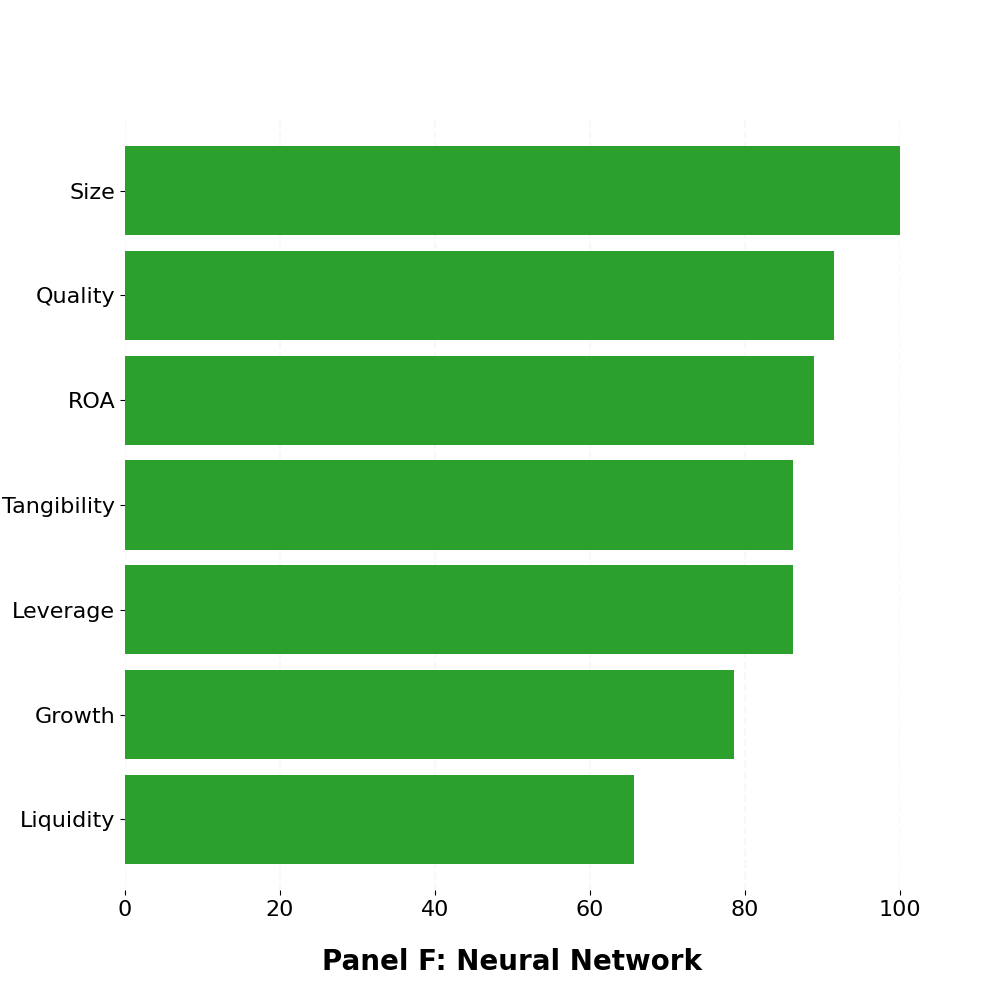 Size
Quality
ROA
Tangibility
Leverage
Growth
Liquidity
0 20 40 60 80 100
Panel F: Neural Network